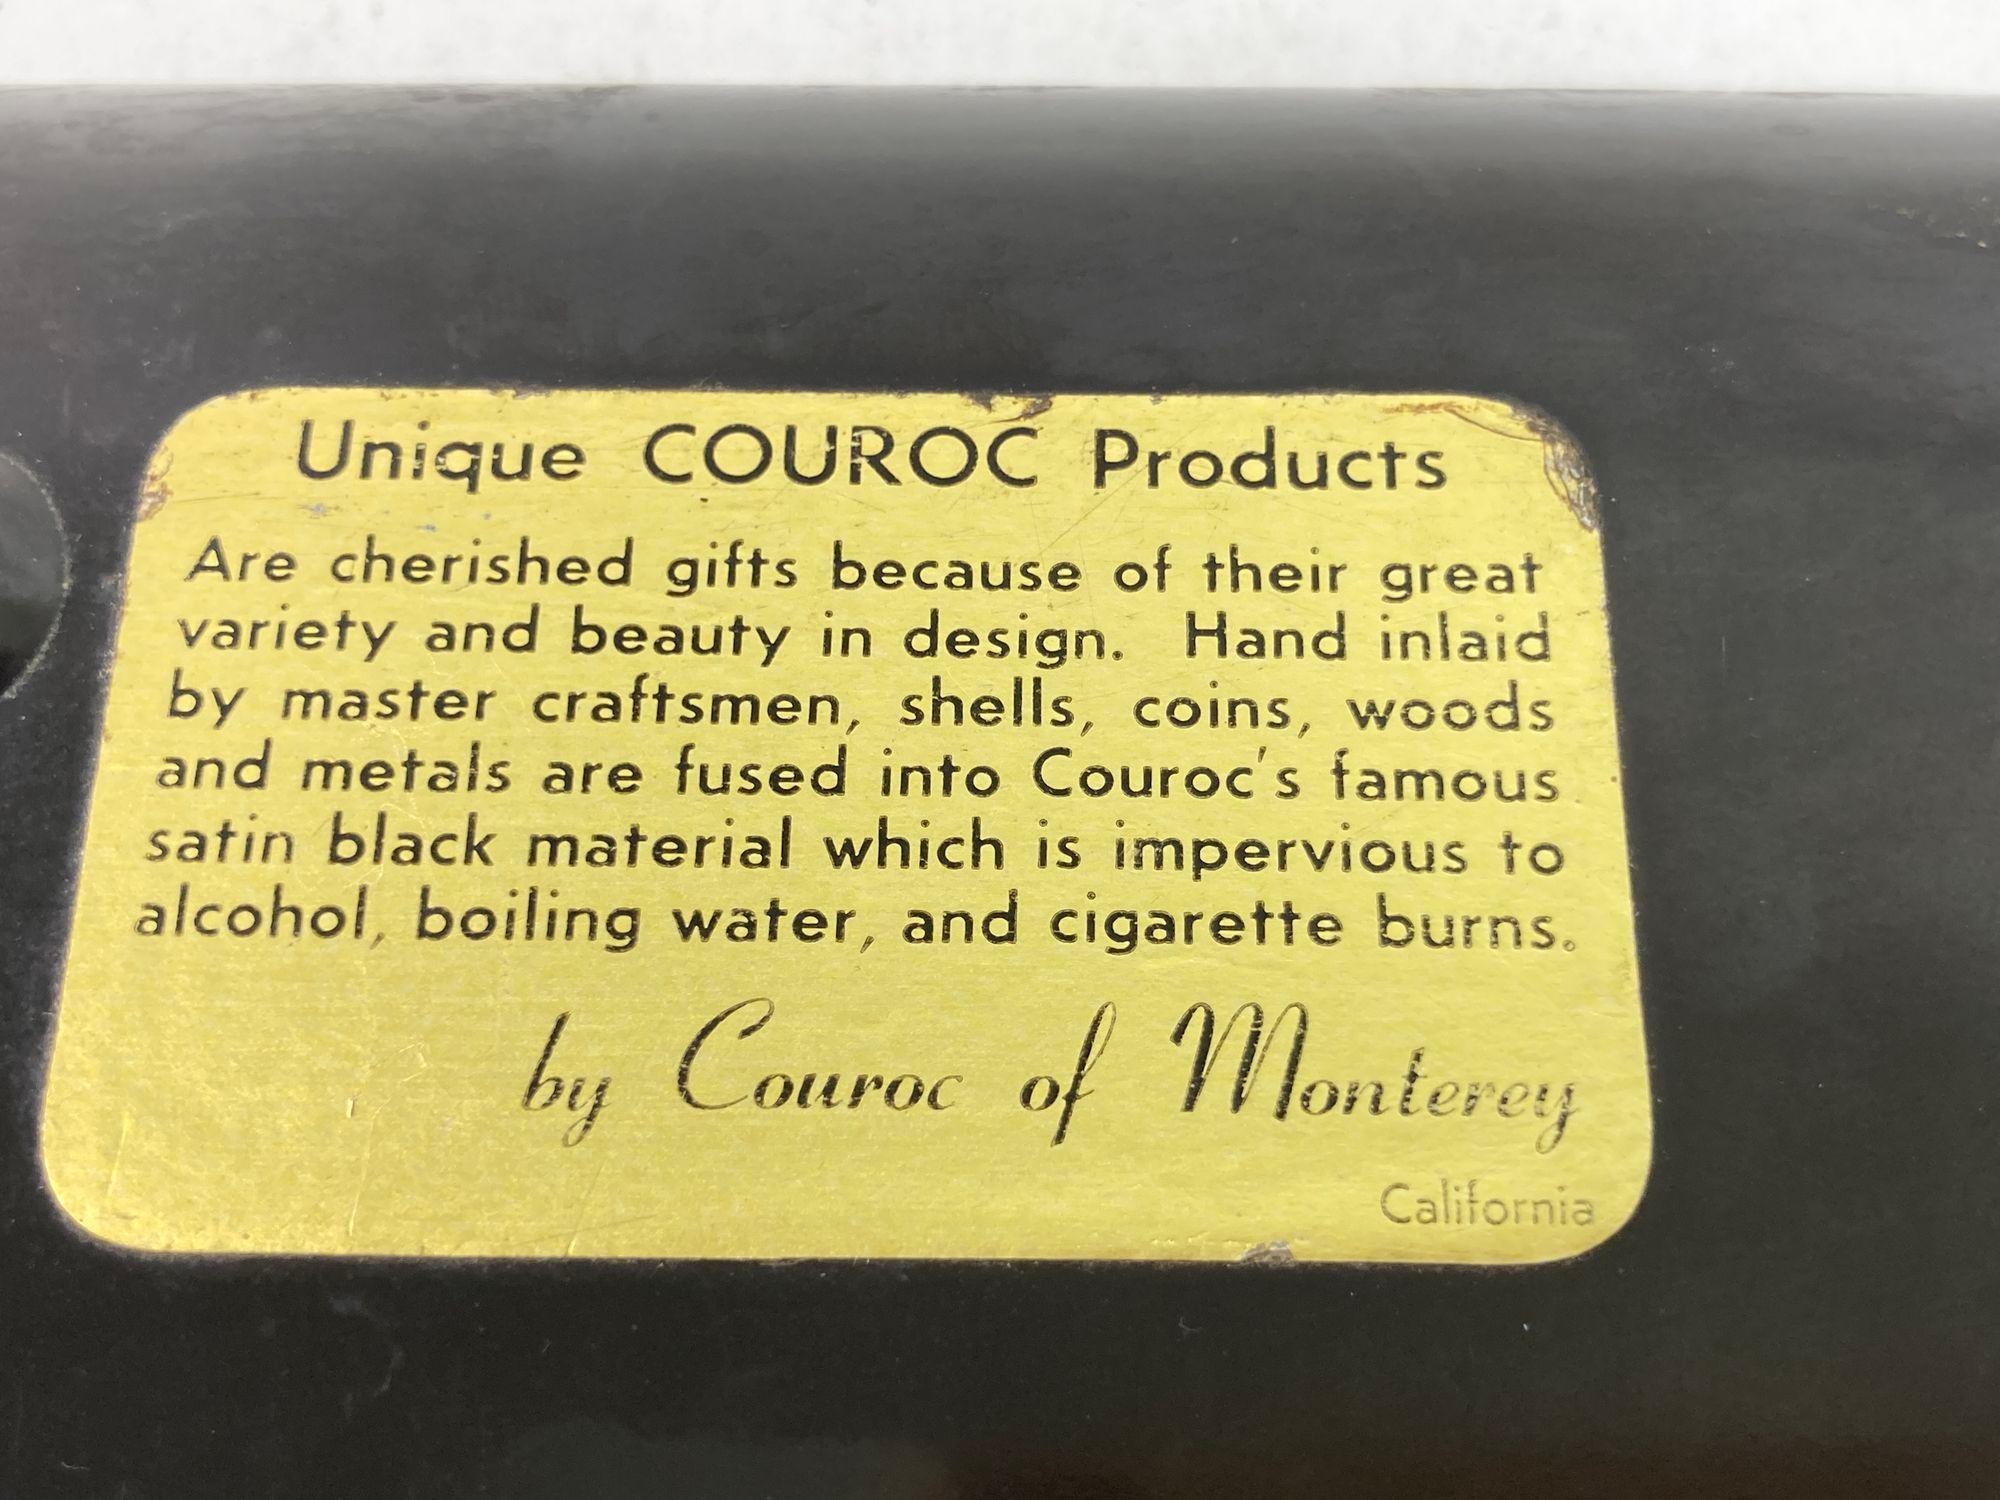 Unique COUROC Products
Are cherished gifts because of their great
variety and beauty in design. Hand inlaid
by master craftsmen, shells, coins, woods
and metals are fused into Couroc's famous
satin black material which is impervious to
alcohol, boiling water, and cigarette burns.
by Couroc of Monterey
California